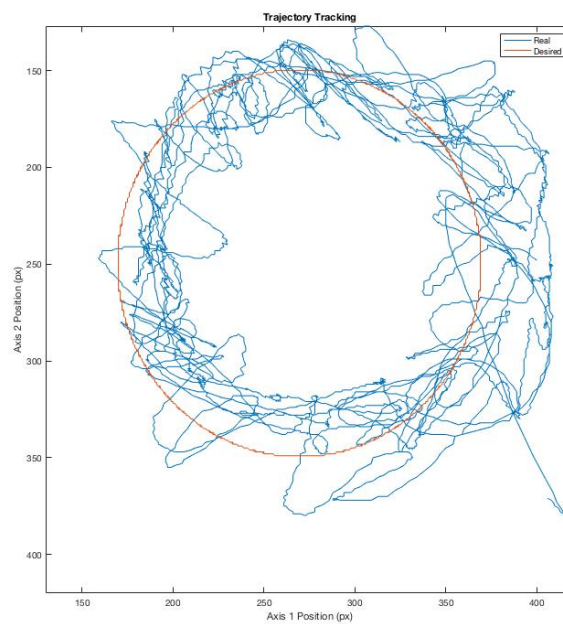 Trajectory Tracking
Real
Desired
150
200
250
300
350
400
Axis 2 Position (px)
150
200
250
300
350
400
Axis 1 Position (px)